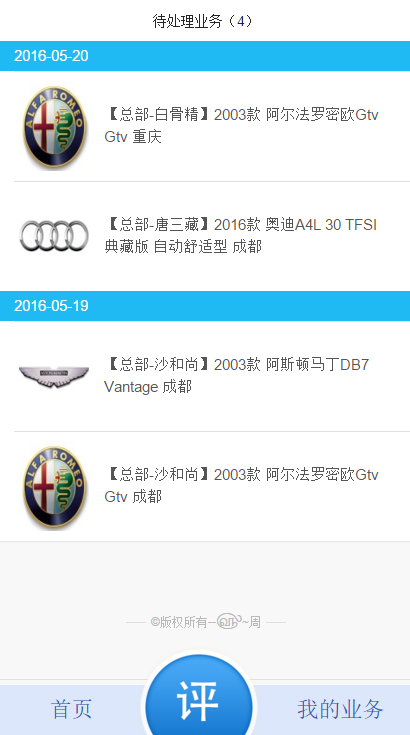 待处理业务（4）
2016-05-20
ALFA ROMEO
【总部-白骨精】2003款 阿尔法罗密欧Gtv
Gtv 重庆
【总部-唐三藏】2016款 奥迪A4L 30 TFSI
典藏版 自动舒适型 成都
2016-05-19
【总部-沙和尚】2003款 阿斯顿马丁DB7
Vantage 成都
ALFA ROMEO
【总部-沙和尚】2003款 阿尔法罗密欧Gtv
Gtv 成都
©版权所有--~周
首页
评
我的业务